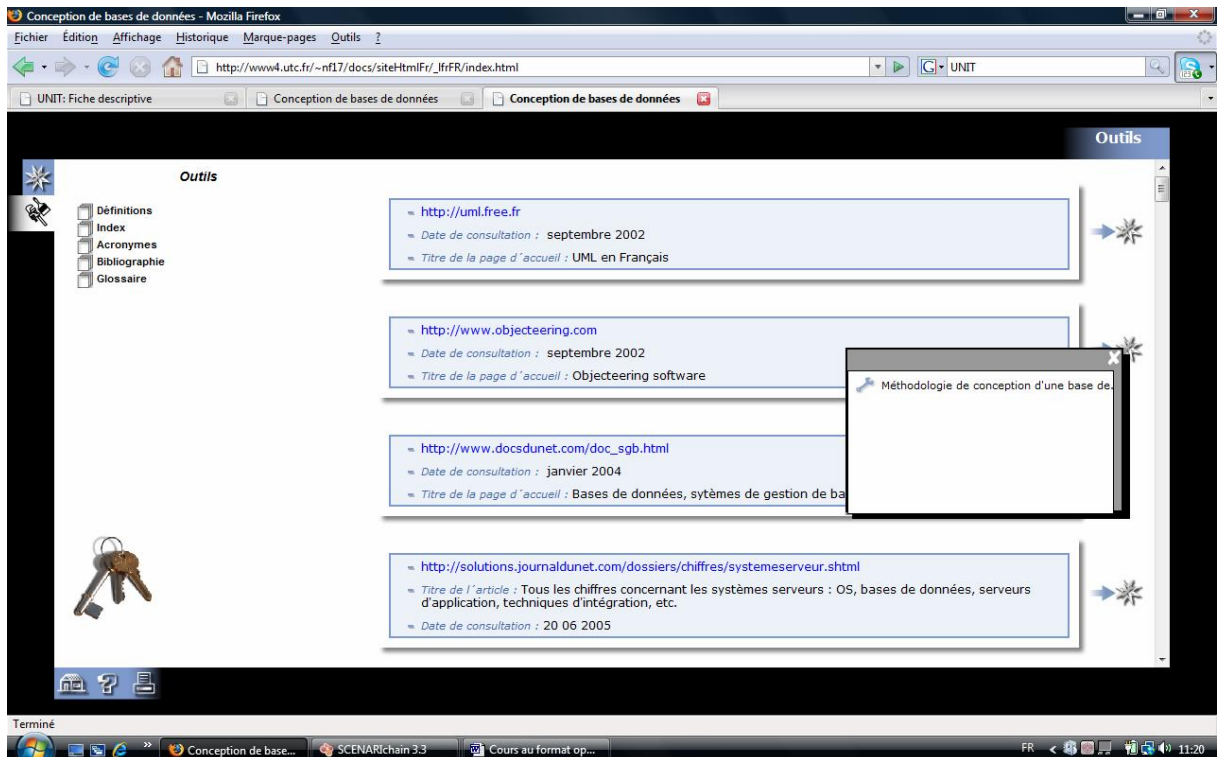 Conception de bases de données - Mozilla Firefox
Fichier Édition Affichage Historique Marque-pages Outils ?
http://www4.utc.fr/~nf17/docs/siteHtmlFr/_lfrFR/index.html
G UNIT
UNIT: Fiche descriptive
Conception de bases de données
Conception de bases de données
Outils
Outils
Définitions
Index
Acronymes
Bibliographie
Glossaire
http://uml.free.fr
Date de consultation : septembre 2002
Titre de la page d´accueil : UML en Français
http://www.objecteering.com
Date de consultation : septembre 2002
Titre de la page d´accueil : Objecteering software
Méthodologie de conception d'une base de.
http://www.docsdunet.com/doc_sgb.html
Date de consultation : janvier 2004
Titre de la page d´accueil : Bases de données, sytèmes de gestion de ba
http://solutions.journaldunet.com/dossiers/chiffres/systemeserveur.shtml
Titre de l´article : Tous les chiffres concernant les systèmes serveurs : OS, bases de données, serveurs
d'application, techniques d'intégration, etc.
Date de consultation : 20 06 2005
Terminé
Conception de base...
SCENARIchain 3.3
Cours au format op...
FR
11:20